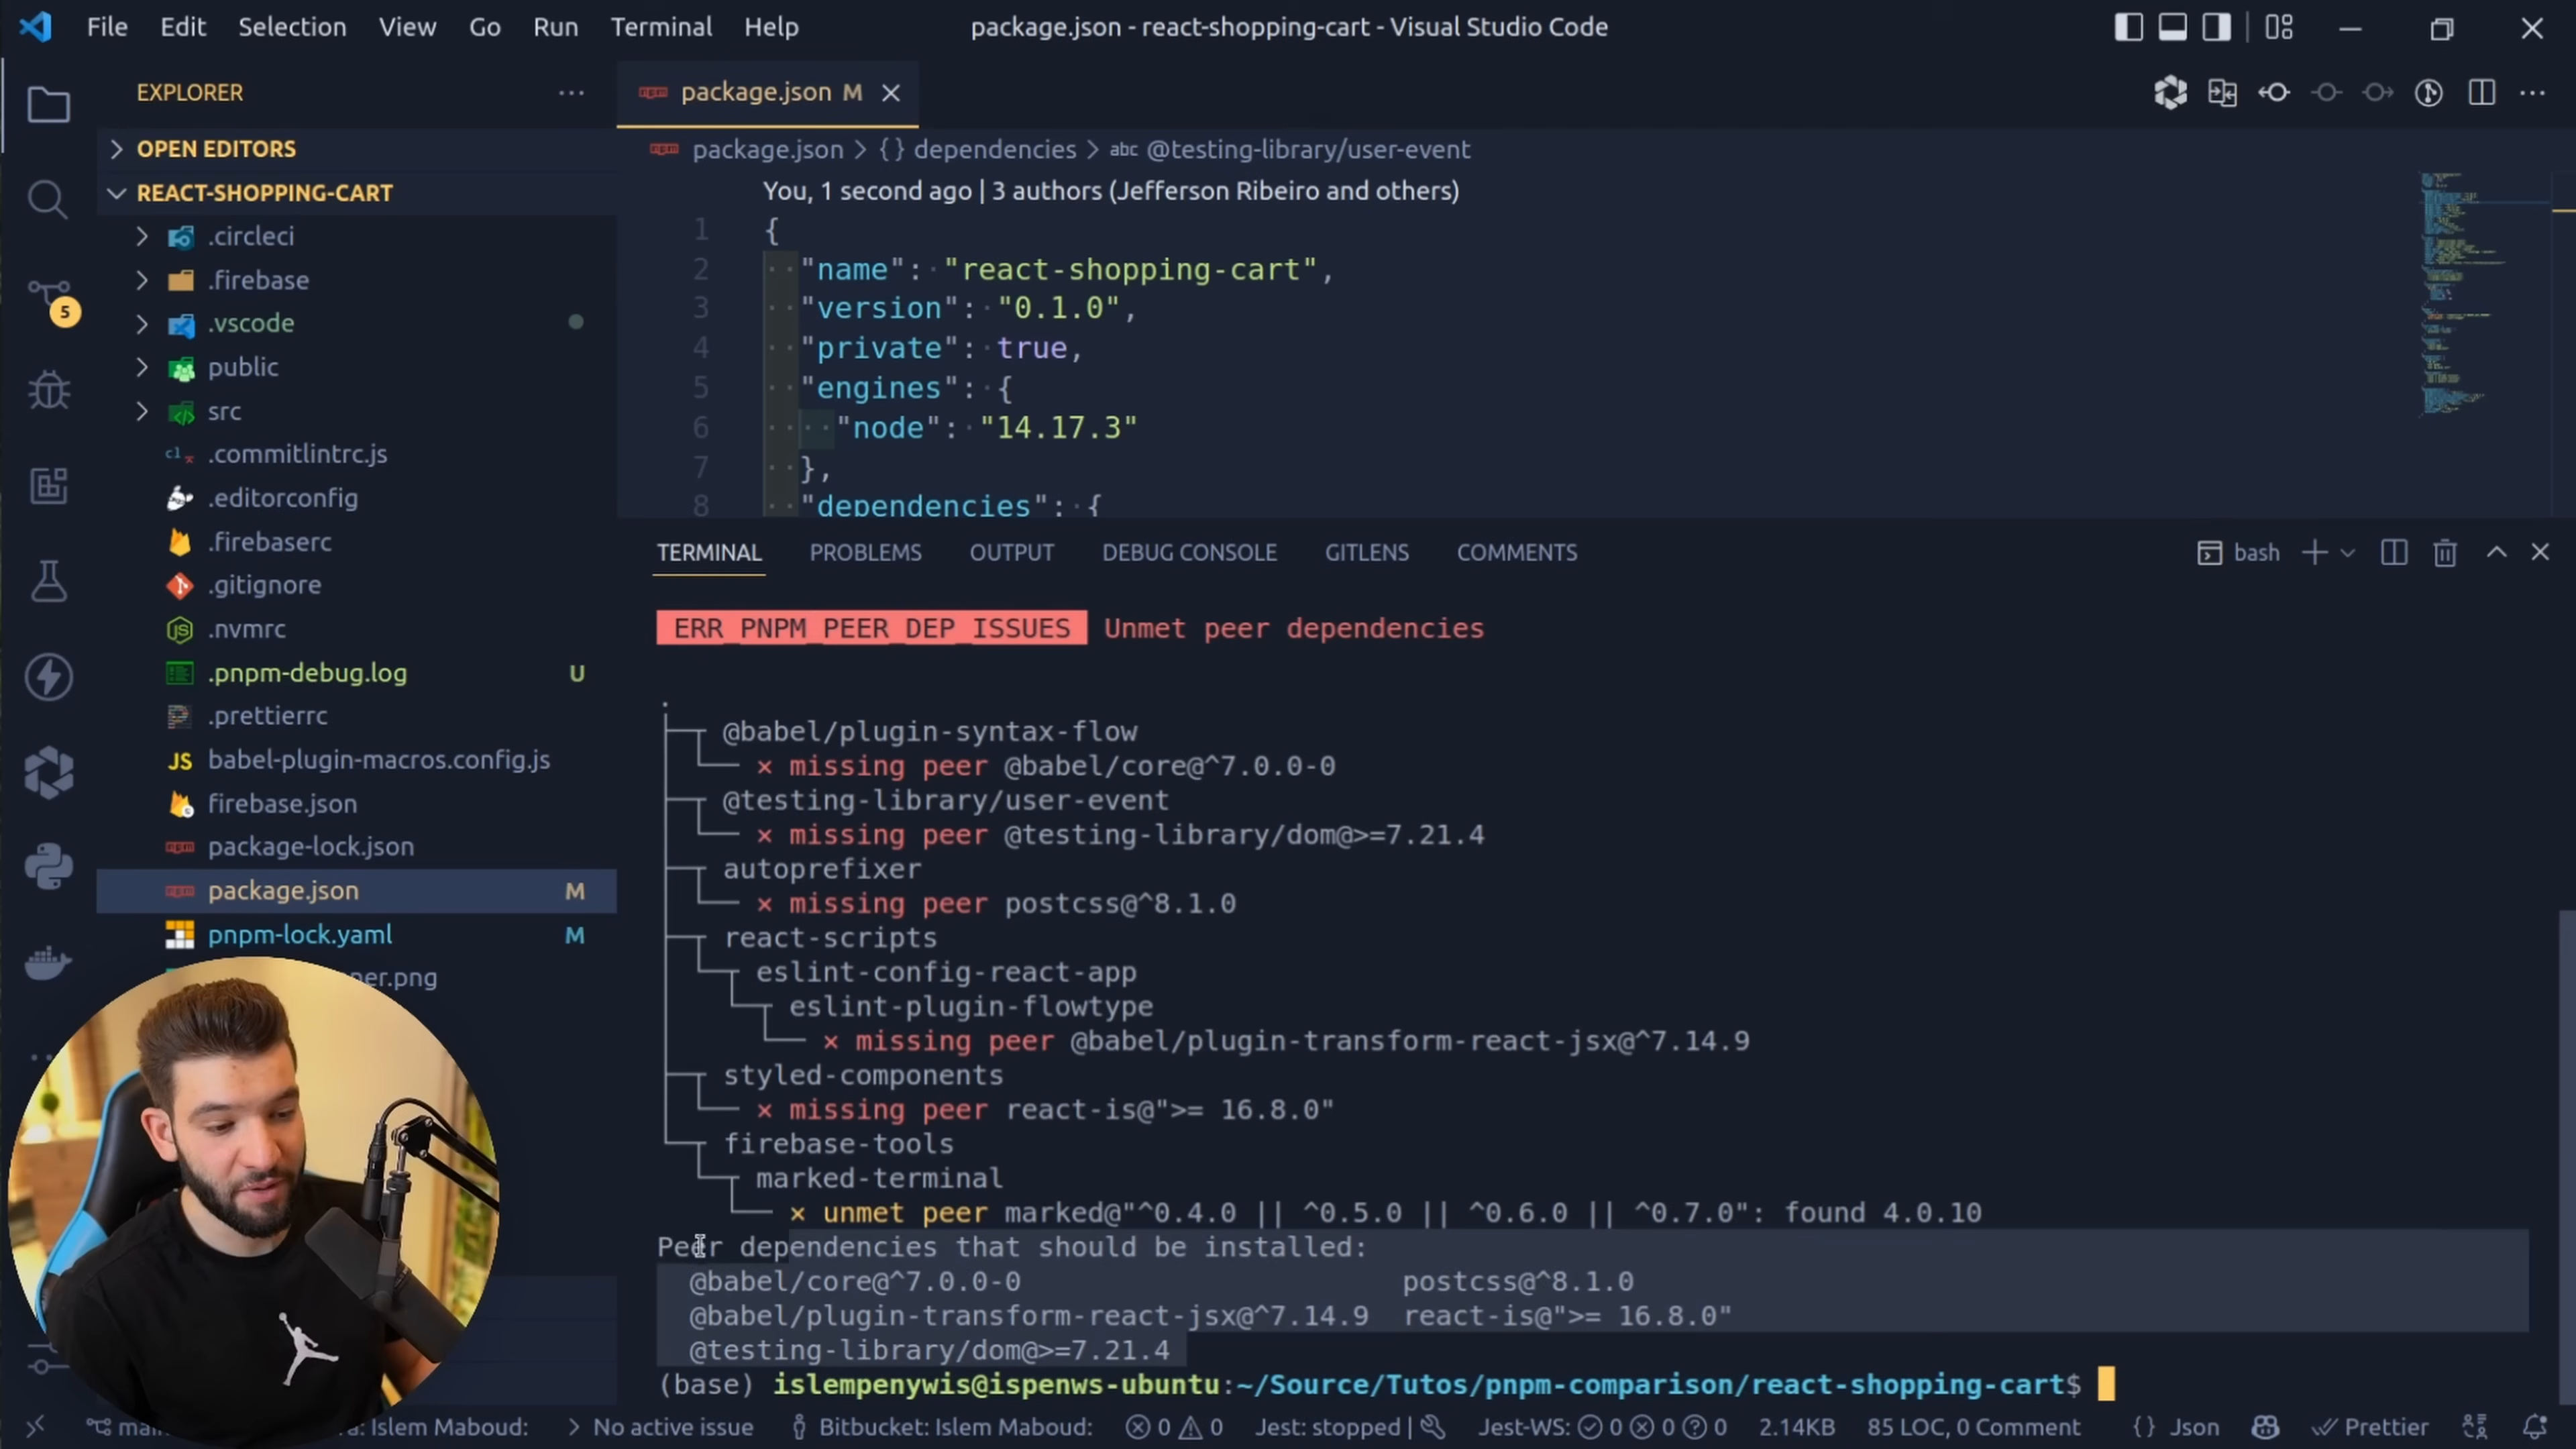 File Edit Selection View Go Run Terminal Help
package.json - react-shopping-cart - Visual Studio Code
EXPLORER
OPEN EDITORS
REACT-SHOPPING-CART
.circleci
.firebase
.vscode
public
src
.commitlintrc.js
.editorconfig
.firebaserc
.gitignore
.nvmrc
.pnpm-debug.log U
.prettierrc
JS babel-plugin-macros.config.js
firebase.json
package-lock.json
package.json M
pnpm-lock.yaml M
5
package.json M
package.json > {} dependencies > abc @testing-library/user-event
You, 1 second ago | 3 authors (Jefferson Ribeiro and others)
1 {
2 "name": "react-shopping-cart",
3 "version": "0.1.0",
4 "private": true,
5 "engines": {
6 "node": "14.17.3"
7 },
8 "dependencies": {
TERMINAL PROBLEMS OUTPUT DEBUG CONSOLE GITLENS COMMENTS
bash
ERR_PNPM_PEER_DEP_ISSUES Unmet peer dependencies
.
@babel/plugin-syntax-flow
× missing peer @babel/core@^7.0.0-0
@testing-library/user-event
× missing peer @testing-library/dom@>=7.21.4
autoprefixer
× missing peer postcss@^8.1.0
react-scripts
eslint-config-react-app
eslint-plugin-flowtype
× missing peer @babel/plugin-transform-react-jsx@^7.14.9
styled-components
× missing peer react-is@">= 16.8.0"
firebase-tools
marked-terminal
× unmet peer marked@"^0.4.0 || ^0.5.0 || ^0.6.0 || ^0.7.0": found 4.0.10
Peer dependencies that should be installed:
@babel/core@^7.0.0-0 postcss@^8.1.0
@babel/plugin-transform-react-jsx@^7.14.9 react-is@">= 16.8.0"
@testing-library/dom@>=7.21.4
(base) islempenywis@ispenws-ubuntu:~/Source/Tutos/pnpm-comparison/react-shopping-cart$
Islem Maboud: > No active issue Bitbucket: Islem Maboud: 0 0 Jest: stopped | Jest-WS: 0 0 0 2.14KB 85 LOC, 0 Comment {} Json Prettier